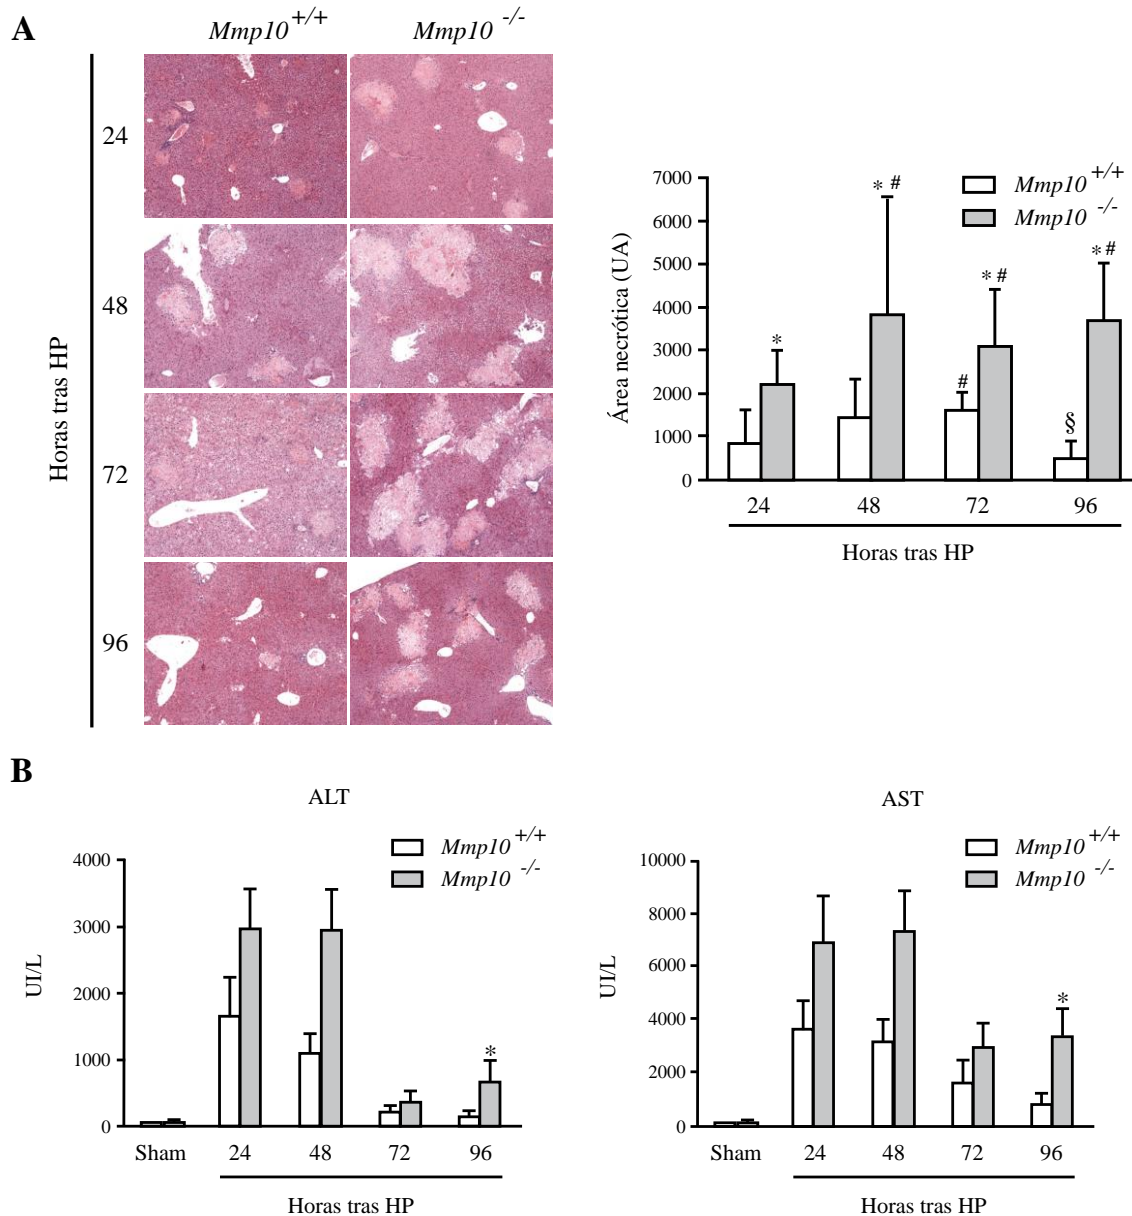 A
Mmp10 +/+ Mmp10 -/-
Horas tras HP
24
48
72
96
Área necrótica (UA)
7000
6000
5000
4000
3000
2000
1000
0
Mmp10 +/+
Mmp10 -/-
* * # # * # § * #
24 48 72 96
Horas tras HP
B
ALT
UI/L
4000
3000
2000
1000
0
Mmp10 +/+
Mmp10 -/-
*
Sham 24 48 72 96
Horas tras HP
AST
UI/L
10000
8000
6000
4000
2000
0
Mmp10 +/+
Mmp10 -/-
*
Sham 24 48 72 96
Horas tras HP